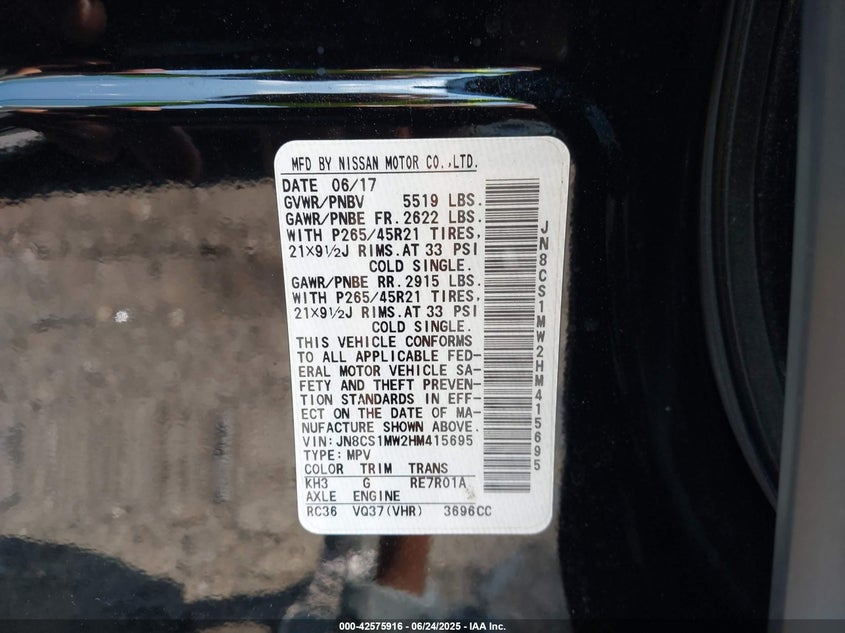 MFD BY NISSAN MOTOR CO.,LTD.
DATE 06/17
GVWR/PNBV 5519 LBS.
GAWR/PNBE FR. 2622 LBS.
WITH P265/45R21 TIRES,
21X9½J RIMS.AT 33 PSI
COLD SINGLE.
GAWR/PNBE RR. 2915 LBS.
WITH P265/45R21 TIRES,
21X9½J RIMS.AT 33 PSI
COLD SINGLE.
THIS VEHICLE CONFORMS
TO ALL APPLICABLE FED-
ERAL MOTOR VEHICLE SA-
FETY AND THEFT PREVEN-
TION STANDARDS IN EFF-
ECT ON THE DATE OF MA-
NUFACTURE SHOWN ABOVE.
VIN:JN8CS1MW2HM415695
TYPE:MPV
COLOR TRIM TRANS
KH3 G RE7R01A
AXLE ENGINE
RC36 VQ37(VHR) 3696CC
JN8CS1MW2HM415695
000-42575916 - 06/24/2025 - IAA Inc.